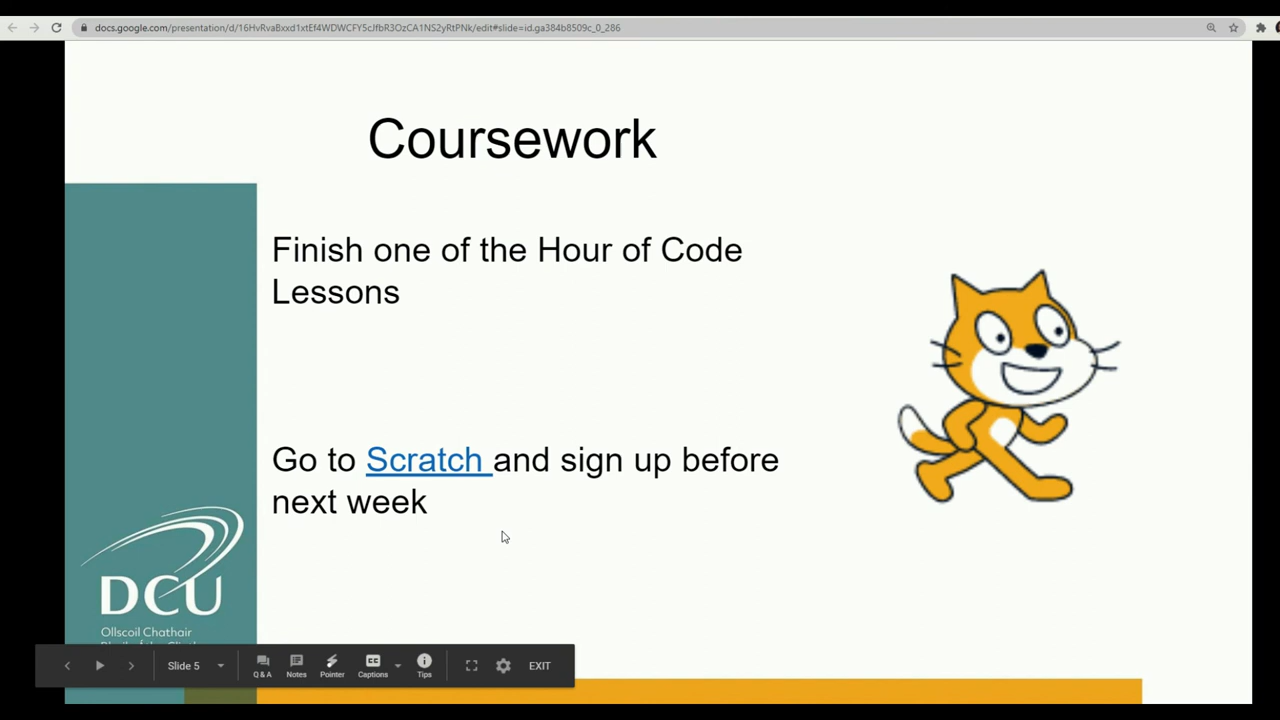 docs.google.com/presentation/d/16HvRvaBxxd1xtEf4WDWCFY5cJfbR3OzCA1NS2yRtPNk/edit#slide=id.ga384b8509c_0_286
Coursework
Finish one of the Hour of Code
Lessons
Go to Scratch and sign up before
next week
DCU
Ollscoil Chathair
Slide 5
Q & A
Notes
Pointer
CC
Captions
Tips
EXIT